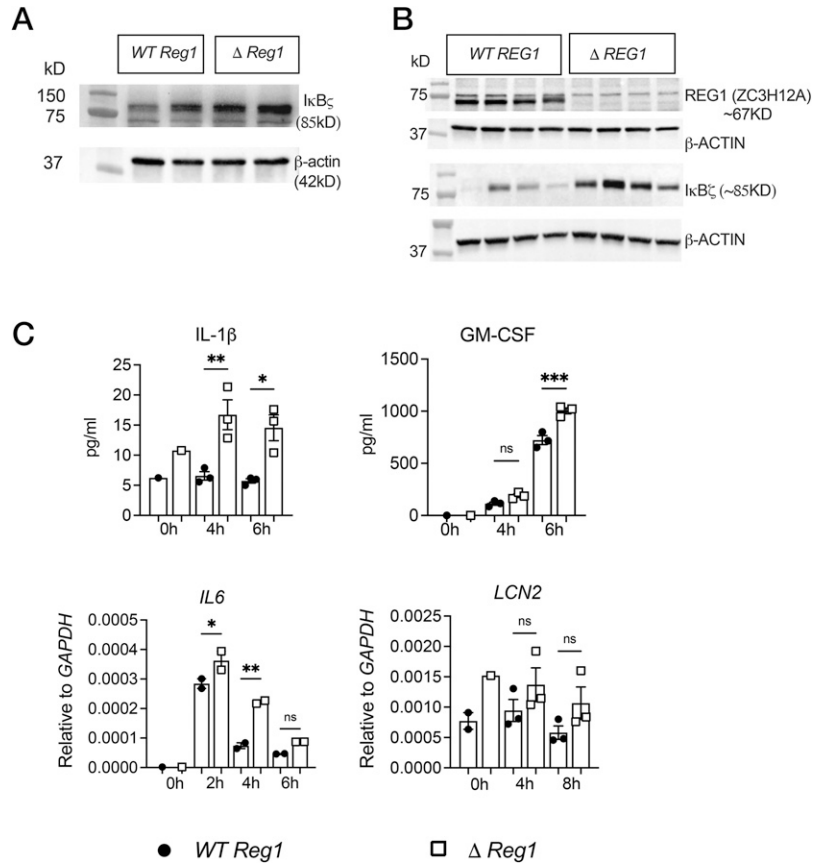 A
WT Reg1 Δ Reg1
kD
150
75
37
IκBς
(85kD)
β-actin
(42kD)
B
WT REG1 Δ REG1
kD
75
37
75
37
REG1 (ZC3H12A)
~67KD
β-ACTIN
IκBζ (~85KD)
β-ACTIN
C
IL-1β
pg/ml
25
20
15
10
5
0
** *
0h 4h 6h
GM-CSF
pg/ml
1500
1000
500
0
ns ***
0h 4h 6h
IL6
Relative to GAPDH
0.0005
0.0004
0.0003
0.0002
0.0001
0.0000
* ** ns
0h 2h 4h 6h
LCN2
Relative to GAPDH
0.0025
0.0020
0.0015
0.0010
0.0005
0.0000
ns ns
0h 4h 8h
WT Reg1 Δ Reg1